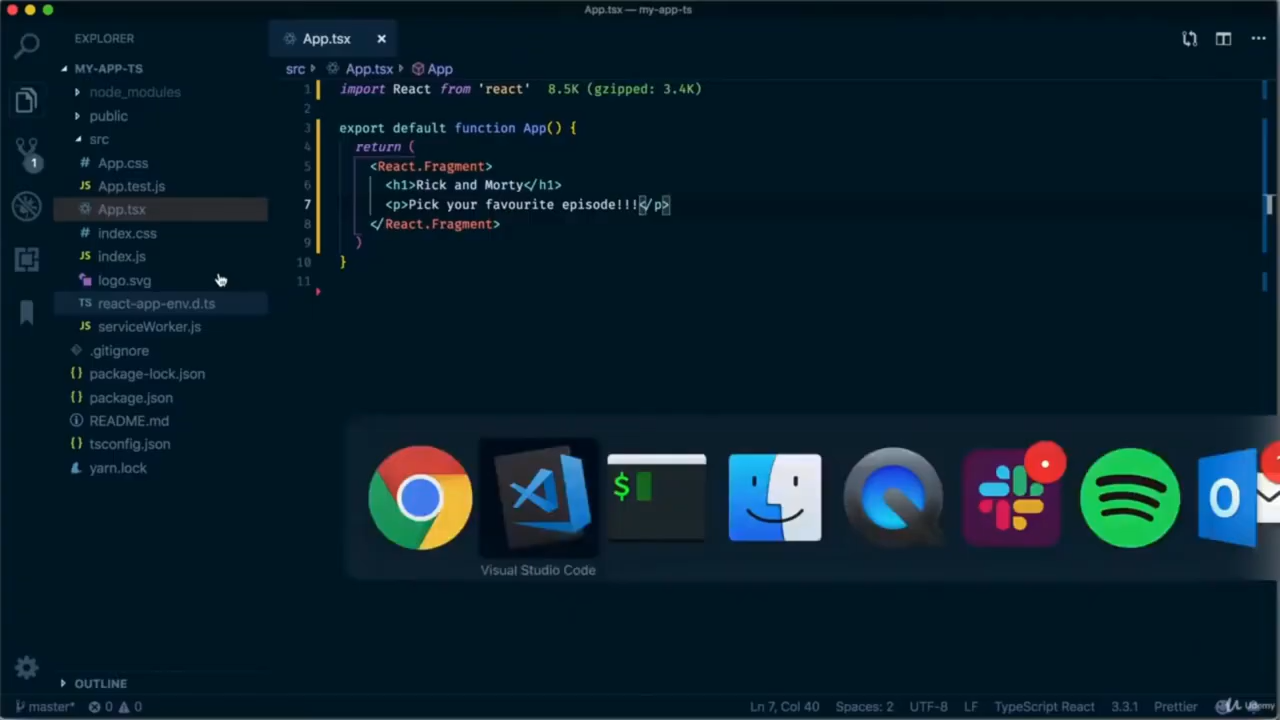 App.tsx — my-app-ts
EXPLORER
App.tsx
MY-APP-TS
src
App.tsx
App
node_modules
public
src
App.css
App.test.js
App.tsx
index.css
index.js
logo.svg
react-app-env.d.ts
serviceWorker.js
.gitignore
package-lock.json
package.json
README.md
tsconfig.json
yarn.lock
OUTLINE
1 import React from 'react' 8.5K (gzipped: 3.4K)
2
3 export default function App() {
4 return (
5 <React.Fragment>
6 <h1>Rick and Morty</h1>
7 <p>Pick your favourite episode!!!</p>
8 </React.Fragment>
9 )
10 }
11
1
$
Visual Studio Code
master* 0 0
Ln 7, Col 40 Spaces: 2 UTF-8 LF TypeScript React 3.3.1 Prettier
Udemy